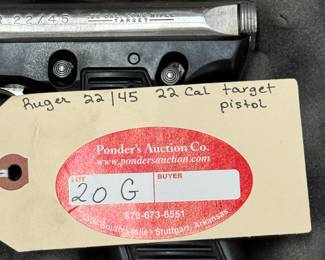 22/45
RIFLE
TARGET
Ruger 22/45 22 Cal target
pistol
Ponder's Auction Co.
www.pondersauction.com
LOT
BUYER
20 G
870-673-6551
Stuttgart, Arkansas